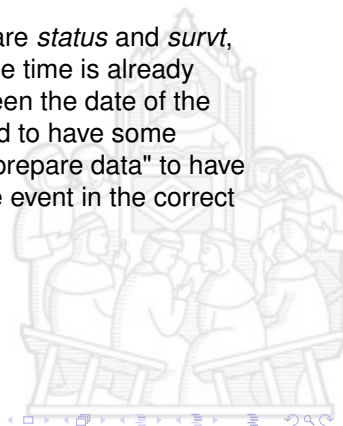 are status and survt,
e time is already
een the date of the
d to have some
prepare data" to have
e event in the correct